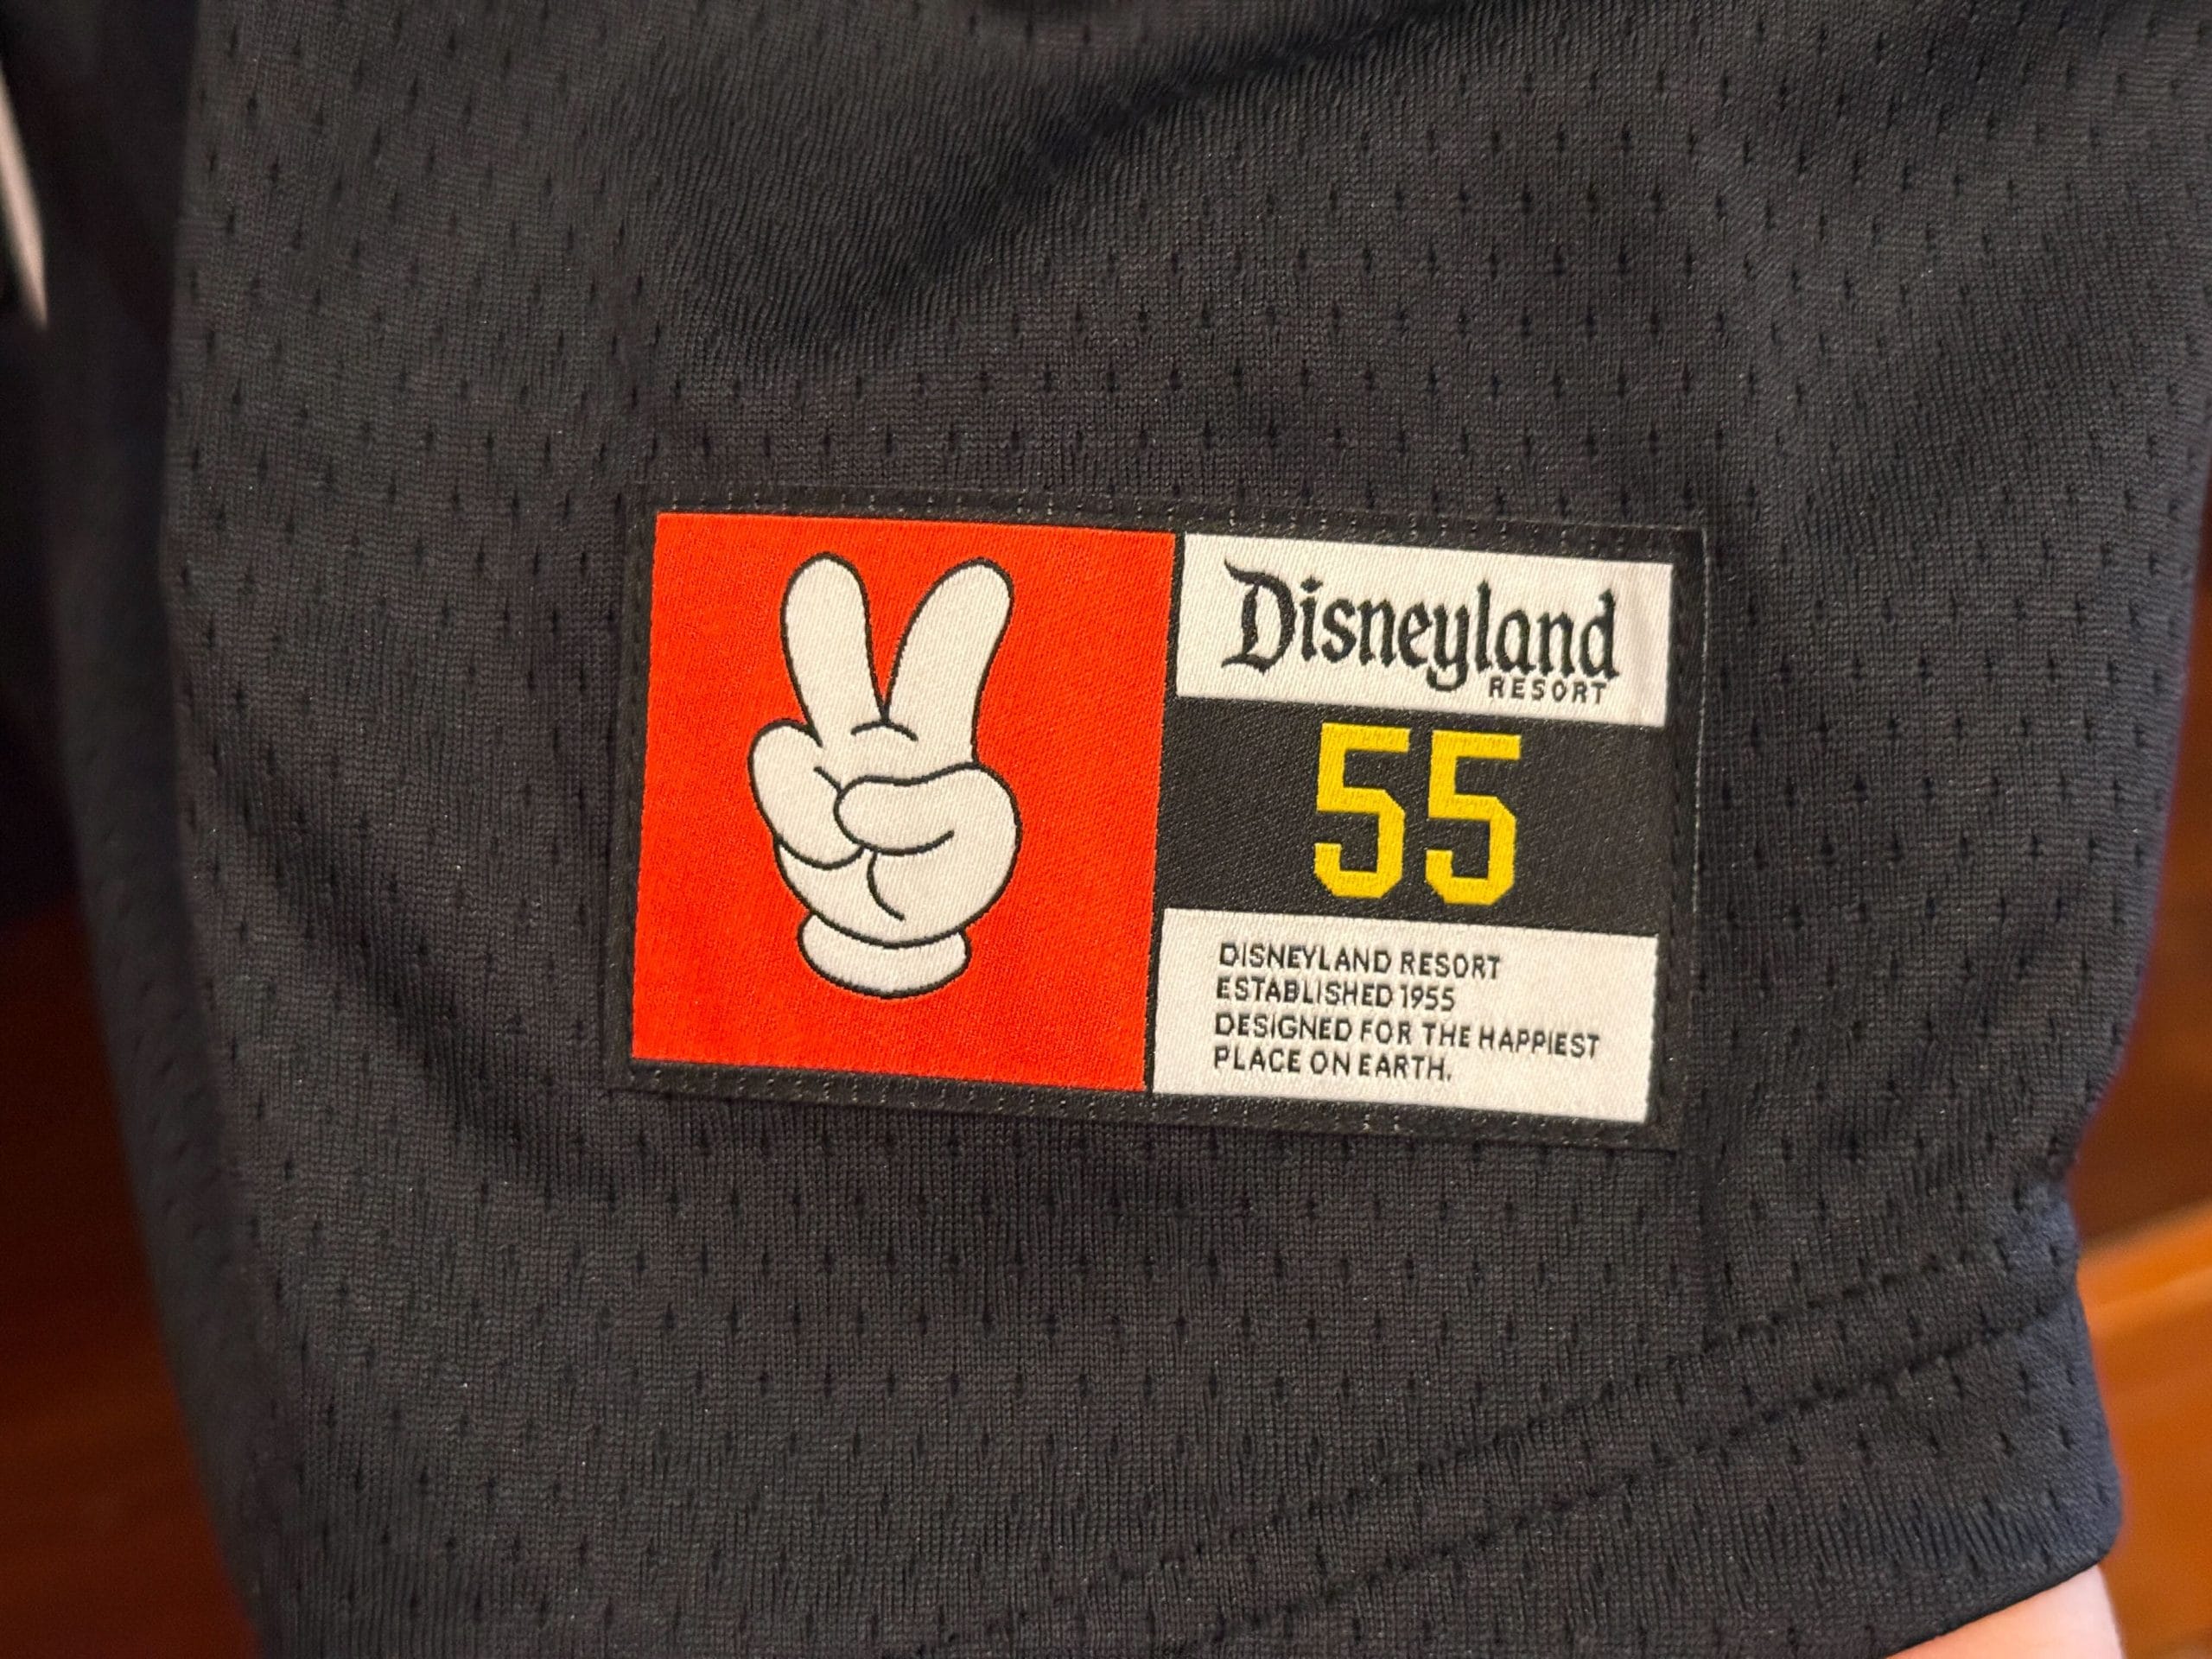 Disneyland
RESORT
55
DISNEYLAND RESORT
ESTABLISHED 1955
DESIGNED FOR THE HAPPIEST
PLACE ON EARTH.